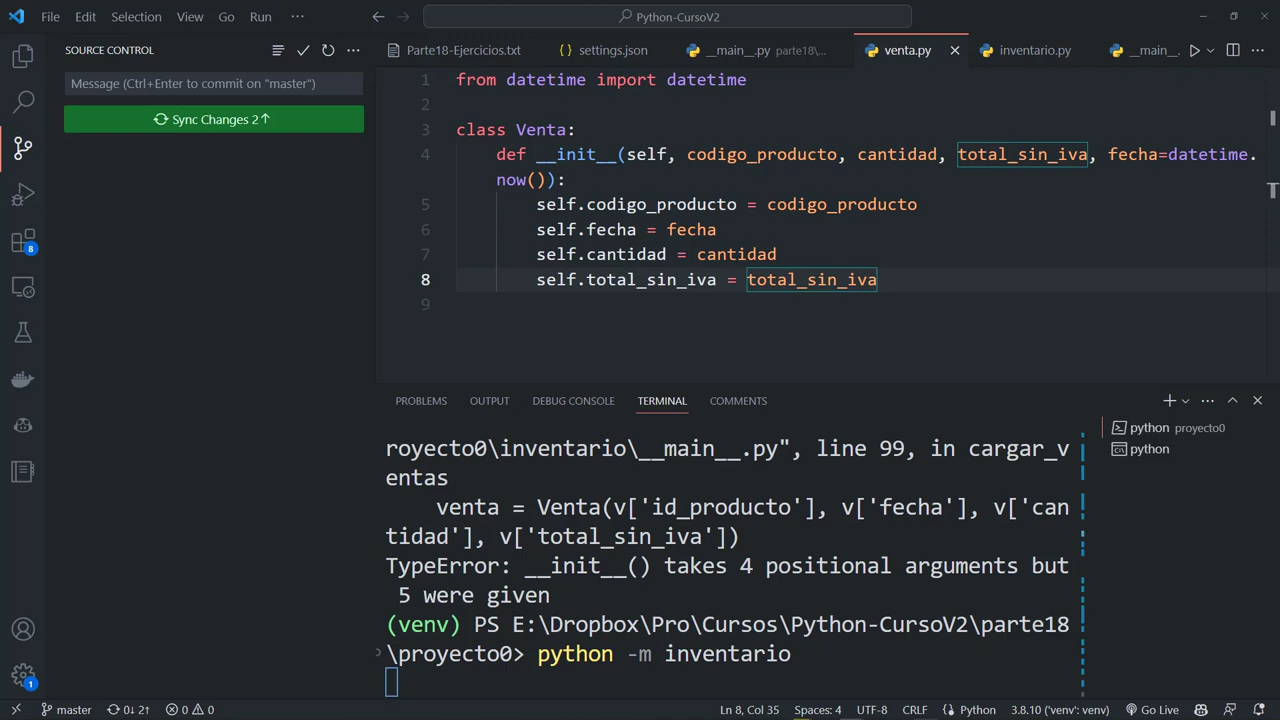 File Edit Selection View Go Run ··· Python-CursoV2
SOURCE CONTROL
Message (Ctrl+Enter to commit on "master")
Sync Changes 2↑
8
1
Parte18-Ejercicios.txt {} settings.json __main__.py parte18\... venta.py inventario.py __main__.
1 from datetime import datetime
2
3 class Venta:
4 def __init__(self, codigo_producto, cantidad, total_sin_iva, fecha=datetime.
now()):
5 self.codigo_producto = codigo_producto
6 self.fecha = fecha
7 self.cantidad = cantidad
8 self.total_sin_iva = total_sin_iva
9
PROBLEMS OUTPUT DEBUG CONSOLE TERMINAL COMMENTS
royecto0\inventario\__main__.py", line 99, in cargar_v
entas
venta = Venta(v['id_producto'], v['fecha'], v['can
tidad'], v['total_sin_iva'])
TypeError: __init__() takes 4 positional arguments but
5 were given
(venv) PS E:\Dropbox\Pro\Cursos\Python-CursoV2\parte18
\proyecto0> python -m inventario
python proyecto0
python
master 0↓ 2↑ 0 0 Ln 8, Col 35 Spaces: 4 UTF-8 CRLF Python 3.8.10 ('venv': venv) Go Live